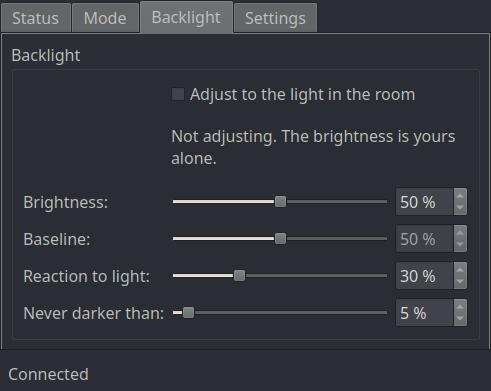 Status Mode Backlight Settings
Backlight
Adjust to the light in the room
Not adjusting. The brightness is yours
alone.
Brightness: 50 %
Baseline: 50 %
Reaction to light: 30 %
Never darker than: 5 %
Connected